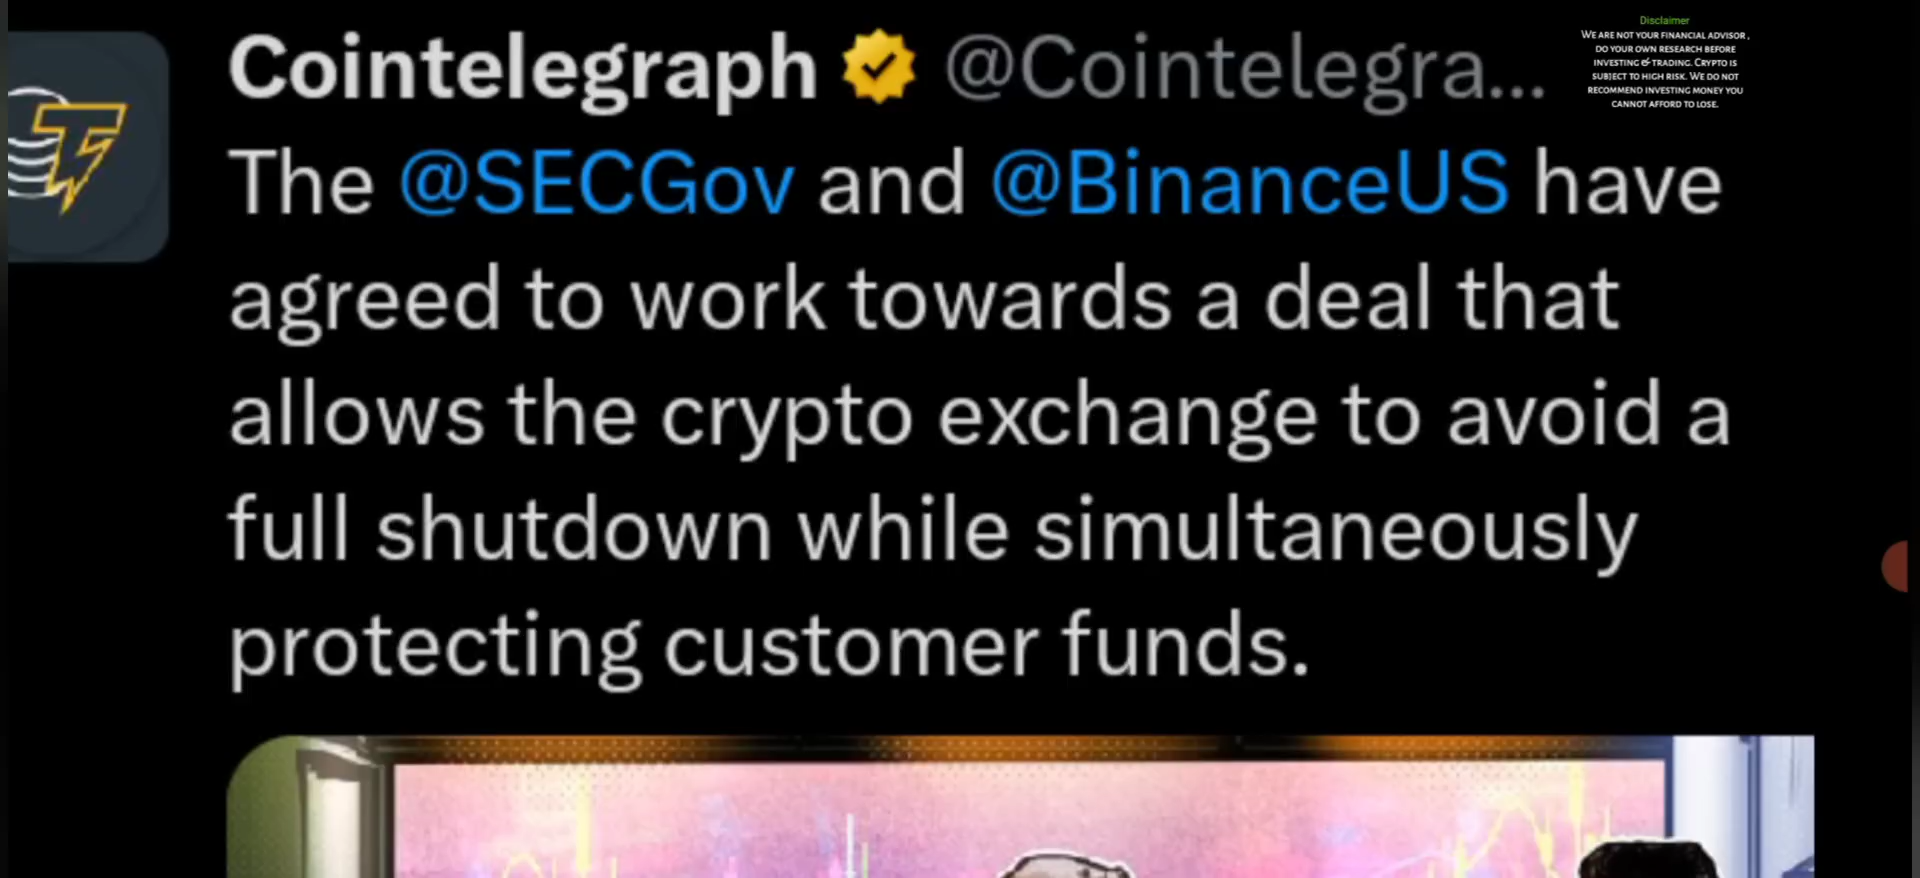 Cointelegraph @Cointelegra...
The @SECGov and @BinanceUS have
agreed to work towards a deal that
allows the crypto exchange to avoid a
full shutdown while simultaneously
protecting customer funds.
Disclaimer
WE ARE NOT YOUR FINANCIAL ADVISOR,
DO YOUR OWN RESEARCH BEFORE
INVESTING & TRADING. CRYPTO IS
SUBJECT TO HIGH RISK. WE DO NOT
RECOMMEND INVESTING MONEY YOU
CANNOT AFFORD TO LOSE.